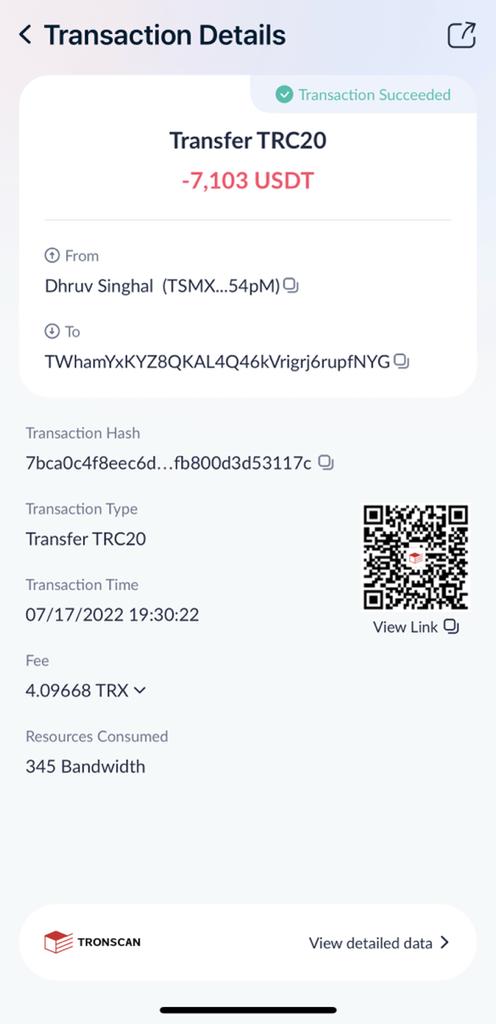 Transaction Details
Transaction Succeeded
Transfer TRC20
-7,103 USDT
From
Dhruv Singhal (TSMX...54pM)
To
TWhamYxKYZ8QKAL4Q46kVrigrj6rupfNYG
Transaction Hash
7bca0c4f8eec6d...fb800d3d53117c
Transaction Type
Transfer TRC20
Transaction Time
07/17/2022 19:30:22
View Link
Fee
4.09668 TRX
Resources Consumed
345 Bandwidth
TRONSCAN
View detailed data